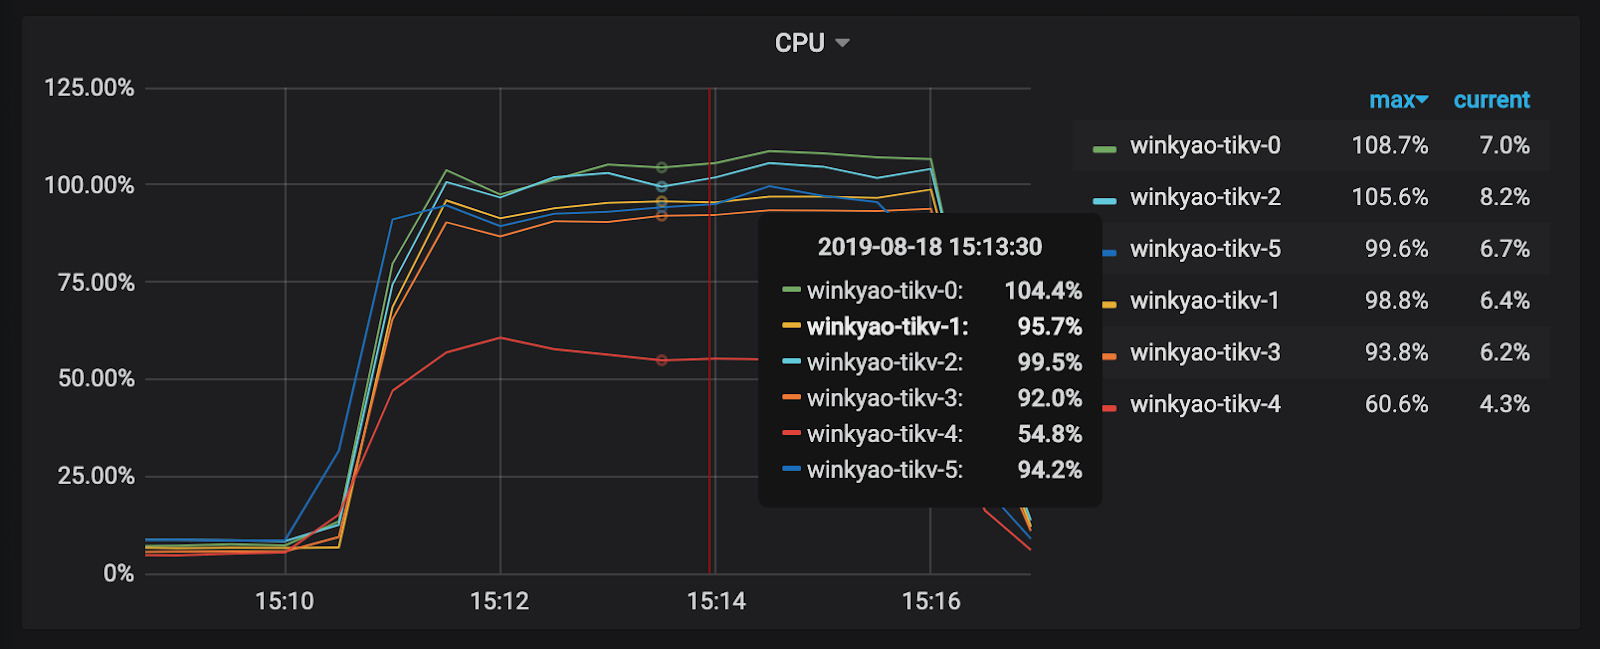 CPU
125.00%
100.00%
75.00%
50.00%
25.00%
0%
15:10 15:12 15:14 15:16
max current
winkyao-tikv-0 108.7% 7.0%
winkyao-tikv-2 105.6% 8.2%
winkyao-tikv-5 99.6% 6.7%
winkyao-tikv-1 98.8% 6.4%
winkyao-tikv-3 93.8% 6.2%
winkyao-tikv-4 60.6% 4.3%
2019-08-18 15:13:30
winkyao-tikv-0: 104.4%
winkyao-tikv-1: 95.7%
winkyao-tikv-2: 99.5%
winkyao-tikv-3: 92.0%
winkyao-tikv-4: 54.8%
winkyao-tikv-5: 94.2%